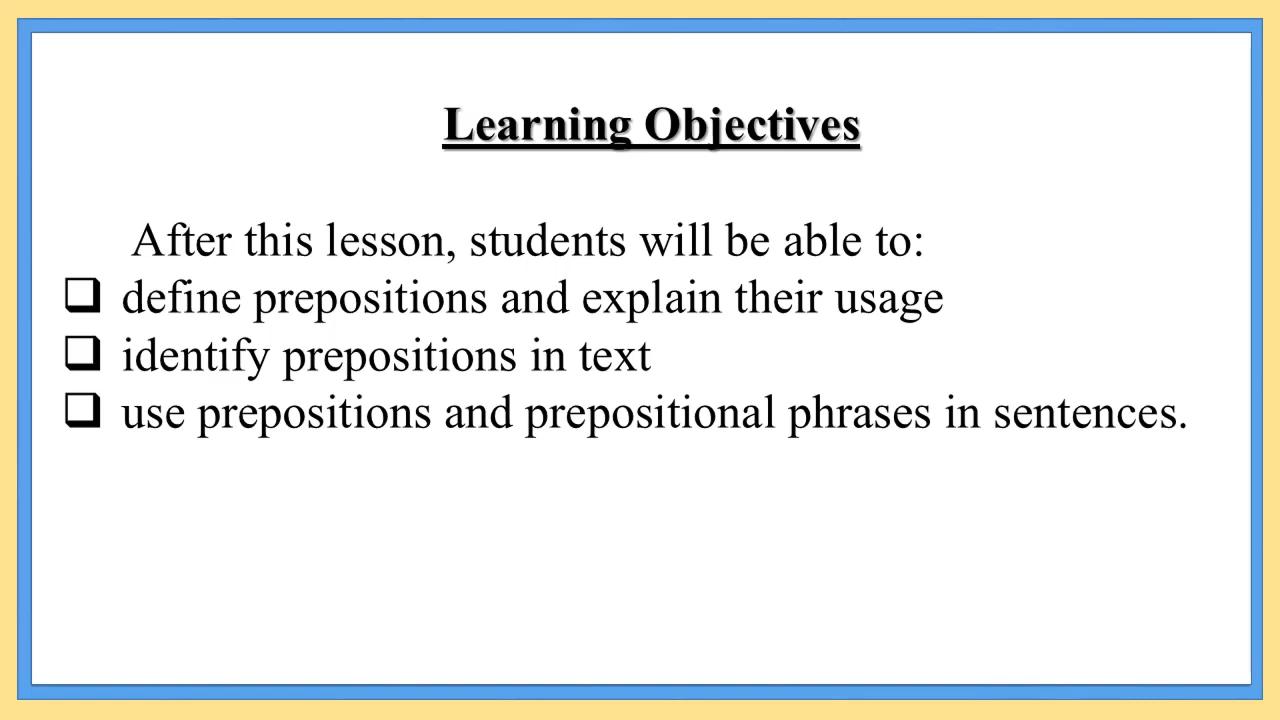 Learning Objectives
After this lesson, students will be able to:
❑ define prepositions and explain their usage
❑ identify prepositions in text
❑ use prepositions and prepositional phrases in sentences.